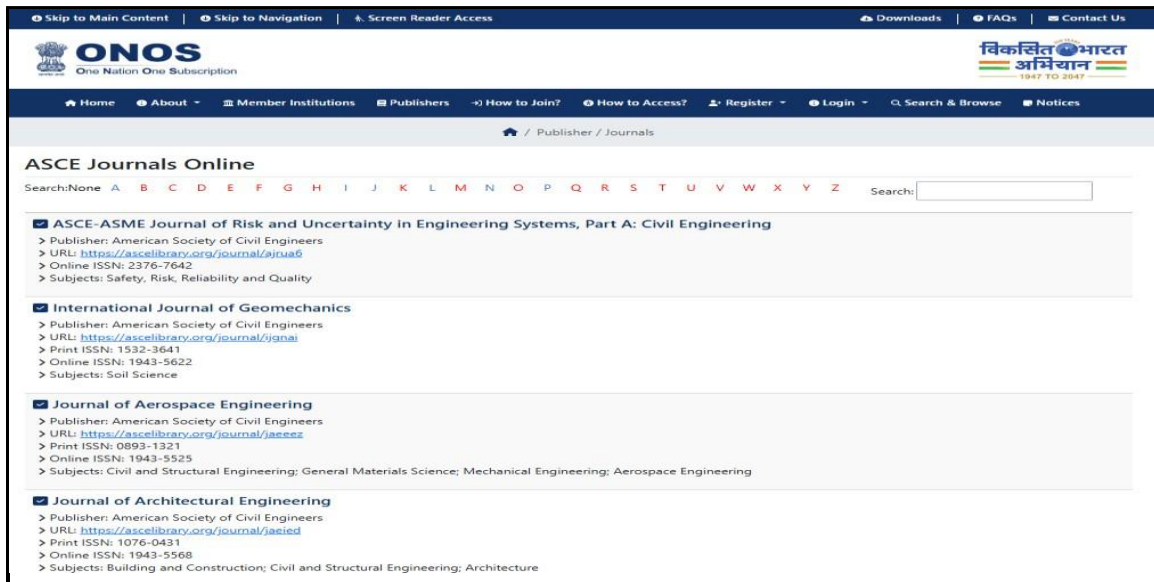 Skip to Main Content | Skip to Navigation | Screen Reader Access Downloads | FAQs | Contact Us
ONOS
One Nation One Subscription
विकसित भारत
अभियान
1947 TO 2047
Home About Member Institutions Publishers How to Join? How to Access? Register Login Search & Browse Notices
/ Publisher / Journals
ASCE Journals Online
Search:None A B C D E F G H I J K L M N O P Q R S T U V W X Y Z Search:
ASCE-ASME Journal of Risk and Uncertainty in Engineering Systems, Part A: Civil Engineering
> Publisher: American Society of Civil Engineers
> URL: https://ascelibrary.org/journal/ajrua6
> Online ISSN: 2376-7642
> Subjects: Safety, Risk, Reliability and Quality
International Journal of Geomechanics
> Publisher: American Society of Civil Engineers
> URL: https://ascelibrary.org/journal/ijgnai
> Print ISSN: 1532-3641
> Online ISSN: 1943-5622
> Subjects: Soil Science
Journal of Aerospace Engineering
> Publisher: American Society of Civil Engineers
> URL: https://ascelibrary.org/journal/jaeeez
> Print ISSN: 0893-1321
> Online ISSN: 1943-5525
> Subjects: Civil and Structural Engineering; General Materials Science; Mechanical Engineering; Aerospace Engineering
Journal of Architectural Engineering
> Publisher: American Society of Civil Engineers
> URL: https://ascelibrary.org/journal/jaeied
> Print ISSN: 1076-0431
> Online ISSN: 1943-5568
> Subjects: Building and Construction; Civil and Structural Engineering; Architecture